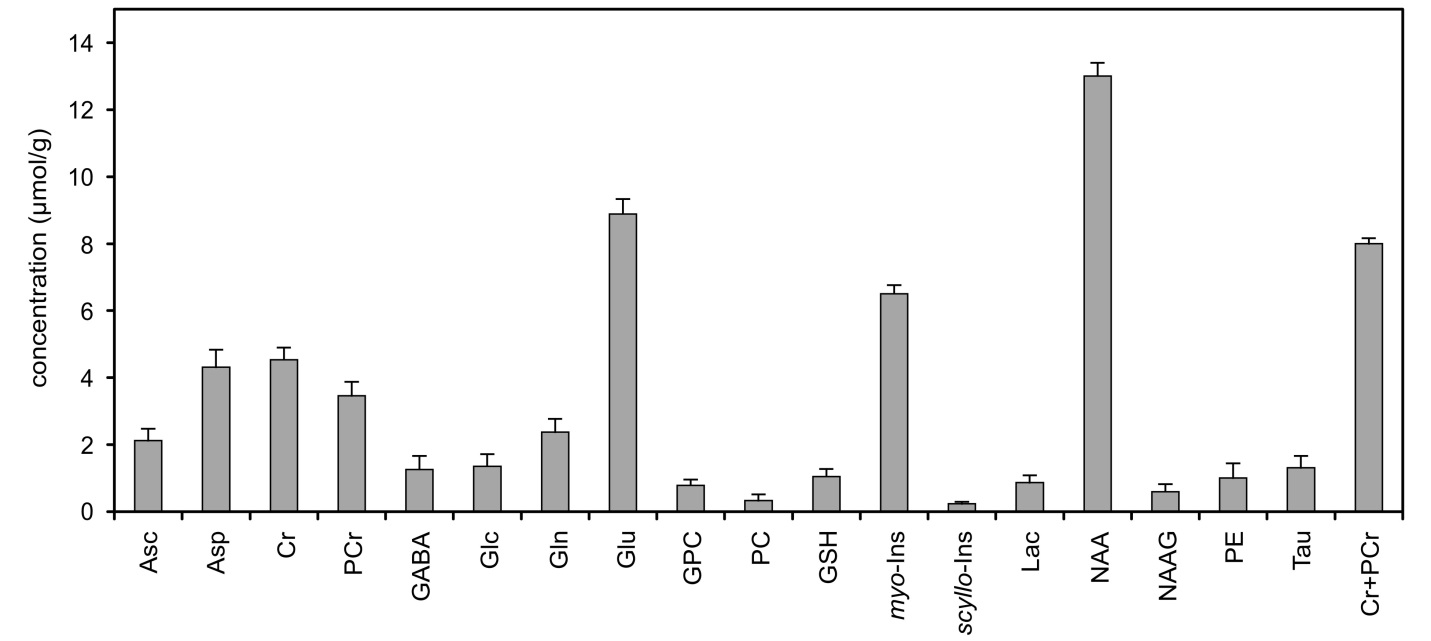 concentration (μmol/g)
14
12
10
8
6
4
2
0
Asc
Asp
Cr
PCr
GABA
Glc
Gln
Glu
GPC
PC
GSH
myo-Ins
scyllo-Ins
Lac
NAA
NAAG
PE
Tau
Cr+PCr